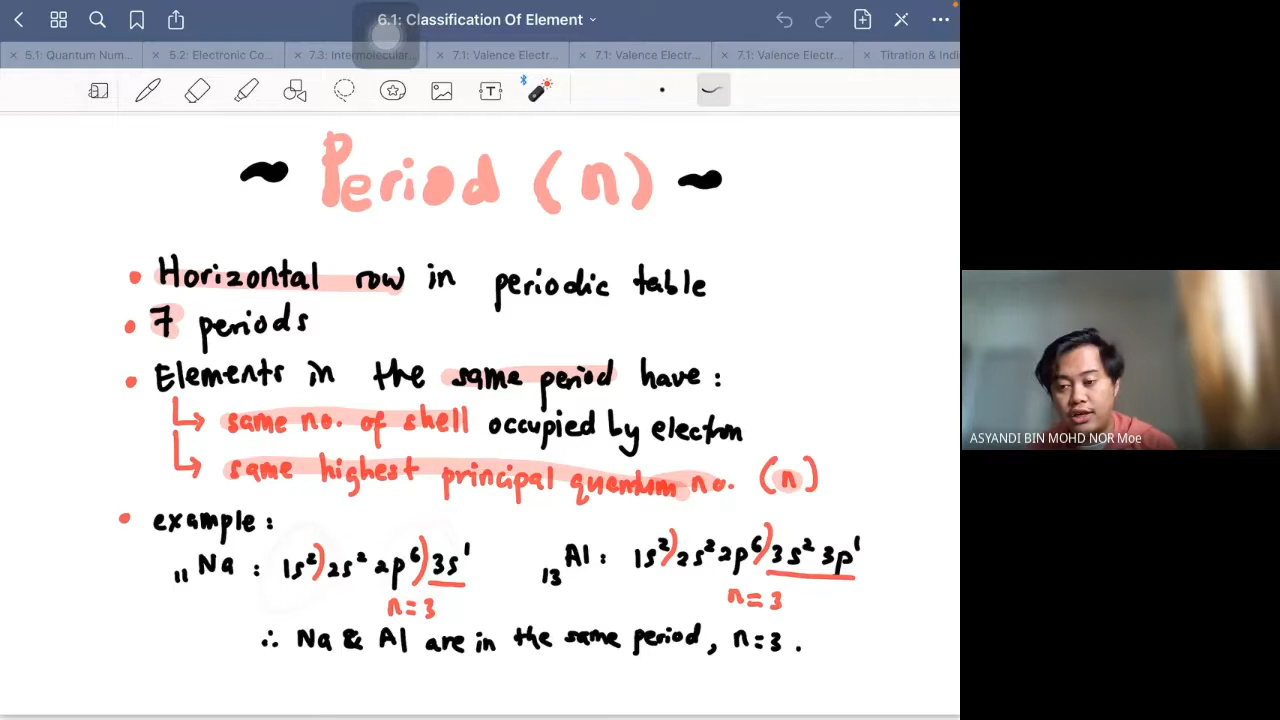 6.1: Classification Of Element
5.1: Quantum Num...
5.2: Electronic Co...
7.3: Intermolecular...
7.1: Valence Electr...
7.1: Valence Electr...
7.1: Valence Electr...
Titration & Indi
~ Period (n) ~
• Horizontal row in periodic table
• 7 periods
• Elements in the same period have:
↳ same no. of shell occupied by electron
↳ same highest principal quantum no. (n)
• example:
₁₁Na : 1s²)2s² 2p⁶)3s¹
n=3
₁₃Al : 1s²)2s² 2p⁶)3s² 3p¹
n=3
∴ Na & Al are in the same period, n=3.
ASYANDI BIN MOHD NOR Moe